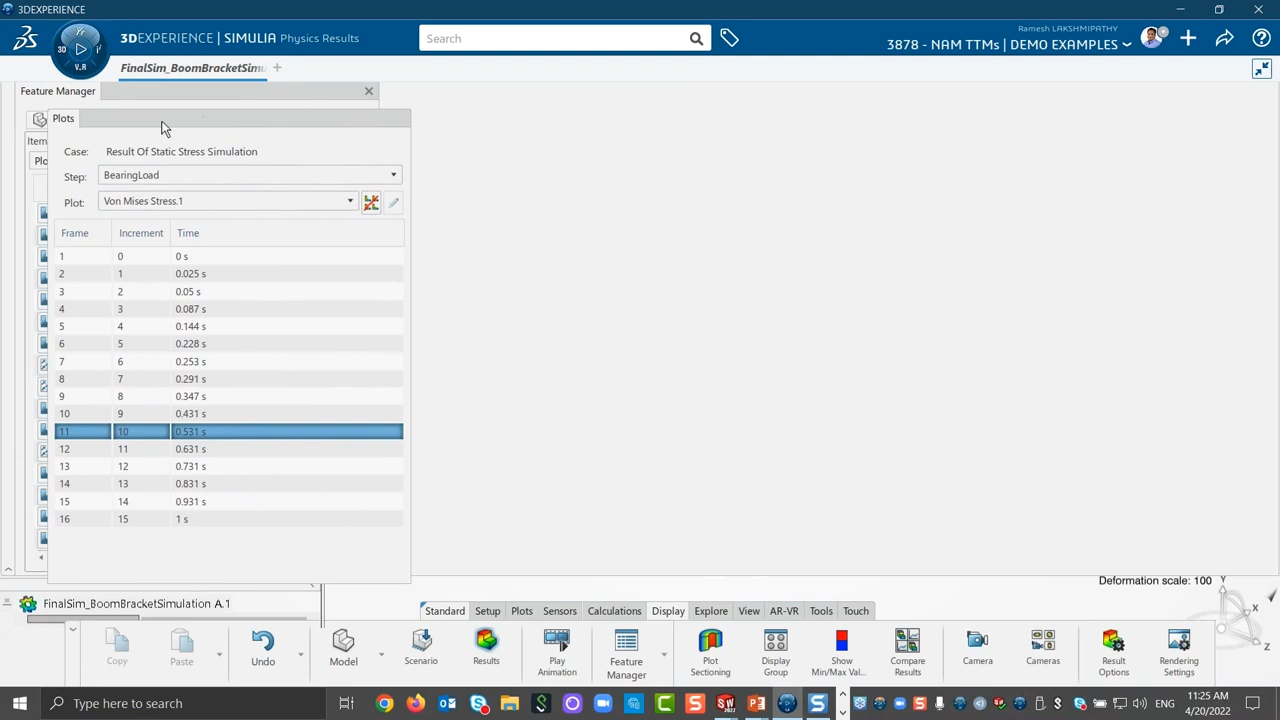 3DEXPERIENCE
3DEXPERIENCE | SIMULIA Physics Results
Search
Ramesh LAKSHMIPATHY
3878 - NAM TTMs | DEMO EXAMPLES
3D
V.R
FinalSim_BoomBracketSimu
Feature Manager
Plots
Item
Case: Result Of Static Stress Simulation
Plo
Step: BearingLoad
Plot: Von Mises Stress.1
Frame Increment Time
1 0 0 s
2 1 0.025 s
3 2 0.05 s
4 3 0.087 s
5 4 0.144 s
6 5 0.228 s
7 6 0.253 s
8 7 0.291 s
9 8 0.347 s
10 9 0.431 s
11 10 0.531 s
12 11 0.631 s
13 12 0.731 s
14 13 0.831 s
15 14 0.931 s
16 15 1 s
Deformation scale: 100
Y
X
Z
FinalSim_BoomBracketSimulation A.1
Standard Setup Plots Sensors Calculations Display Explore View AR-VR Tools Touch
Copy Paste Undo Model Scenario Results Play Animation Feature Manager Plot Sectioning Display Group Show Min/Max Val... Compare Results Camera Cameras Result Options Rendering Settings
Type here to search
ENG
11:25 AM
4/20/2022